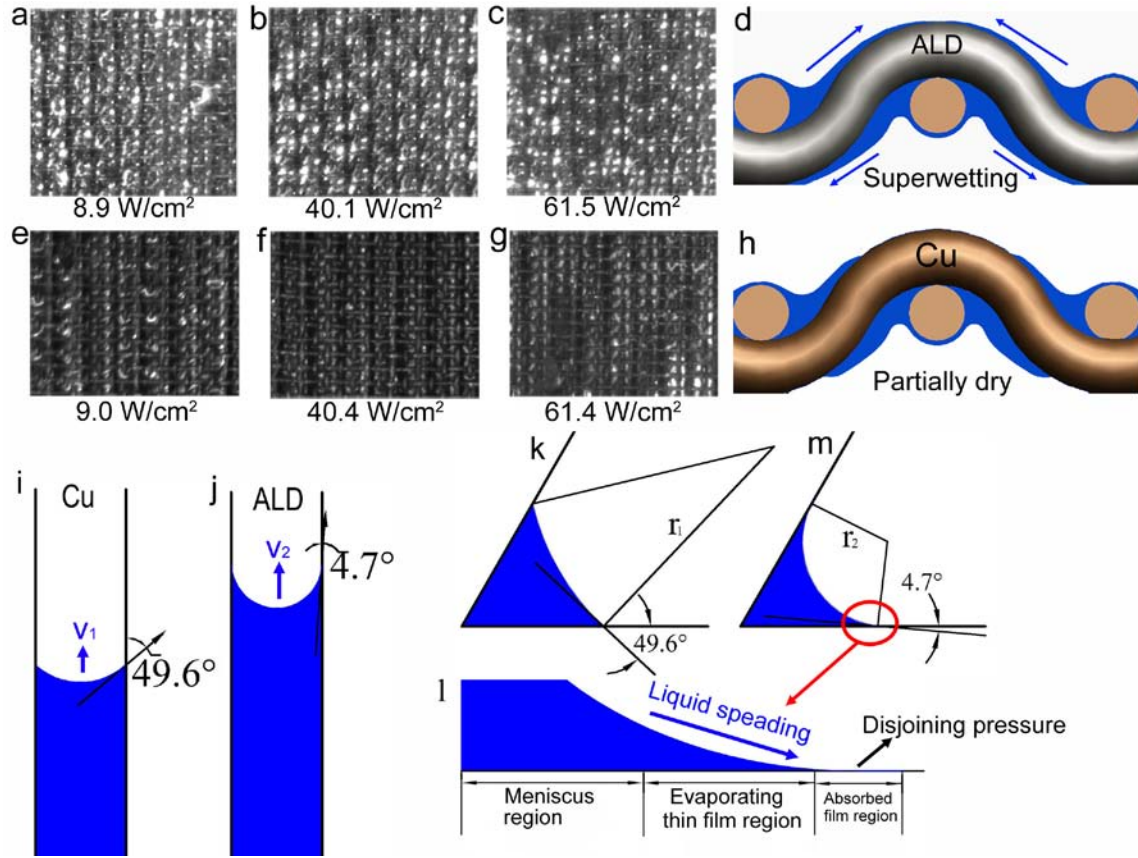 a
b
c
d
8.9 W/cm²
40.1 W/cm²
61.5 W/cm²
ALD
Superwetting
e
f
g
h
9.0 W/cm²
40.4 W/cm²
61.4 W/cm²
Cu
Partially dry
i
Cu
V₁
49.6°
j
ALD
V₂
4.7°
k
r₁
49.6°
m
r₂
4.7°
l
Liquid speading
Disjoining pressure
Meniscus
region
Evaporating
thin film region
Absorbed
film region